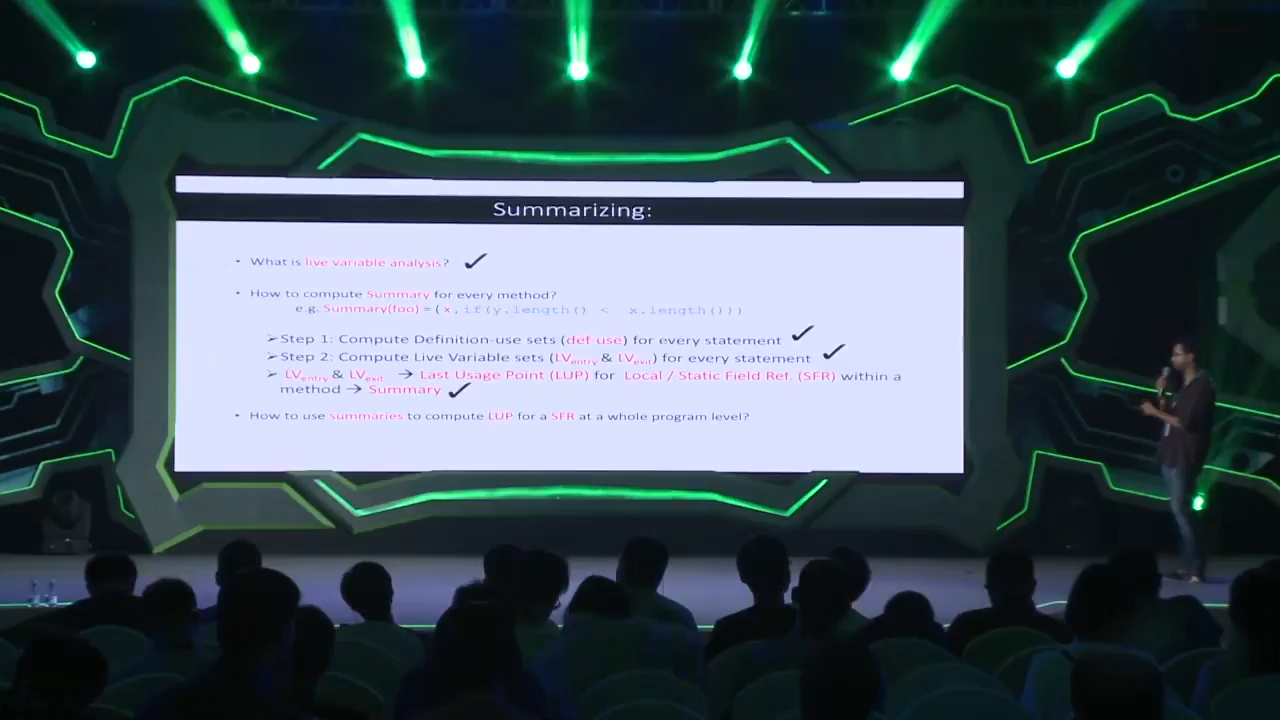 Summarizing:
• What is live variable analysis? ✓
• How to compute Summary for every method?
e.g. Summary(foo) = ( x, if(y.length() < x.length()))
➢Step 1: Compute Definition-use sets (def-use) for every statement ✓
➢Step 2: Compute Live Variable sets (LVentry & LVexit) for every statement ✓
➢ LVentry & LVexit → Last Usage Point (LUP) for Local / Static Field Ref. (SFR) within a
method → Summary ✓
• How to use summaries to compute LUP for a SFR at a whole program level?